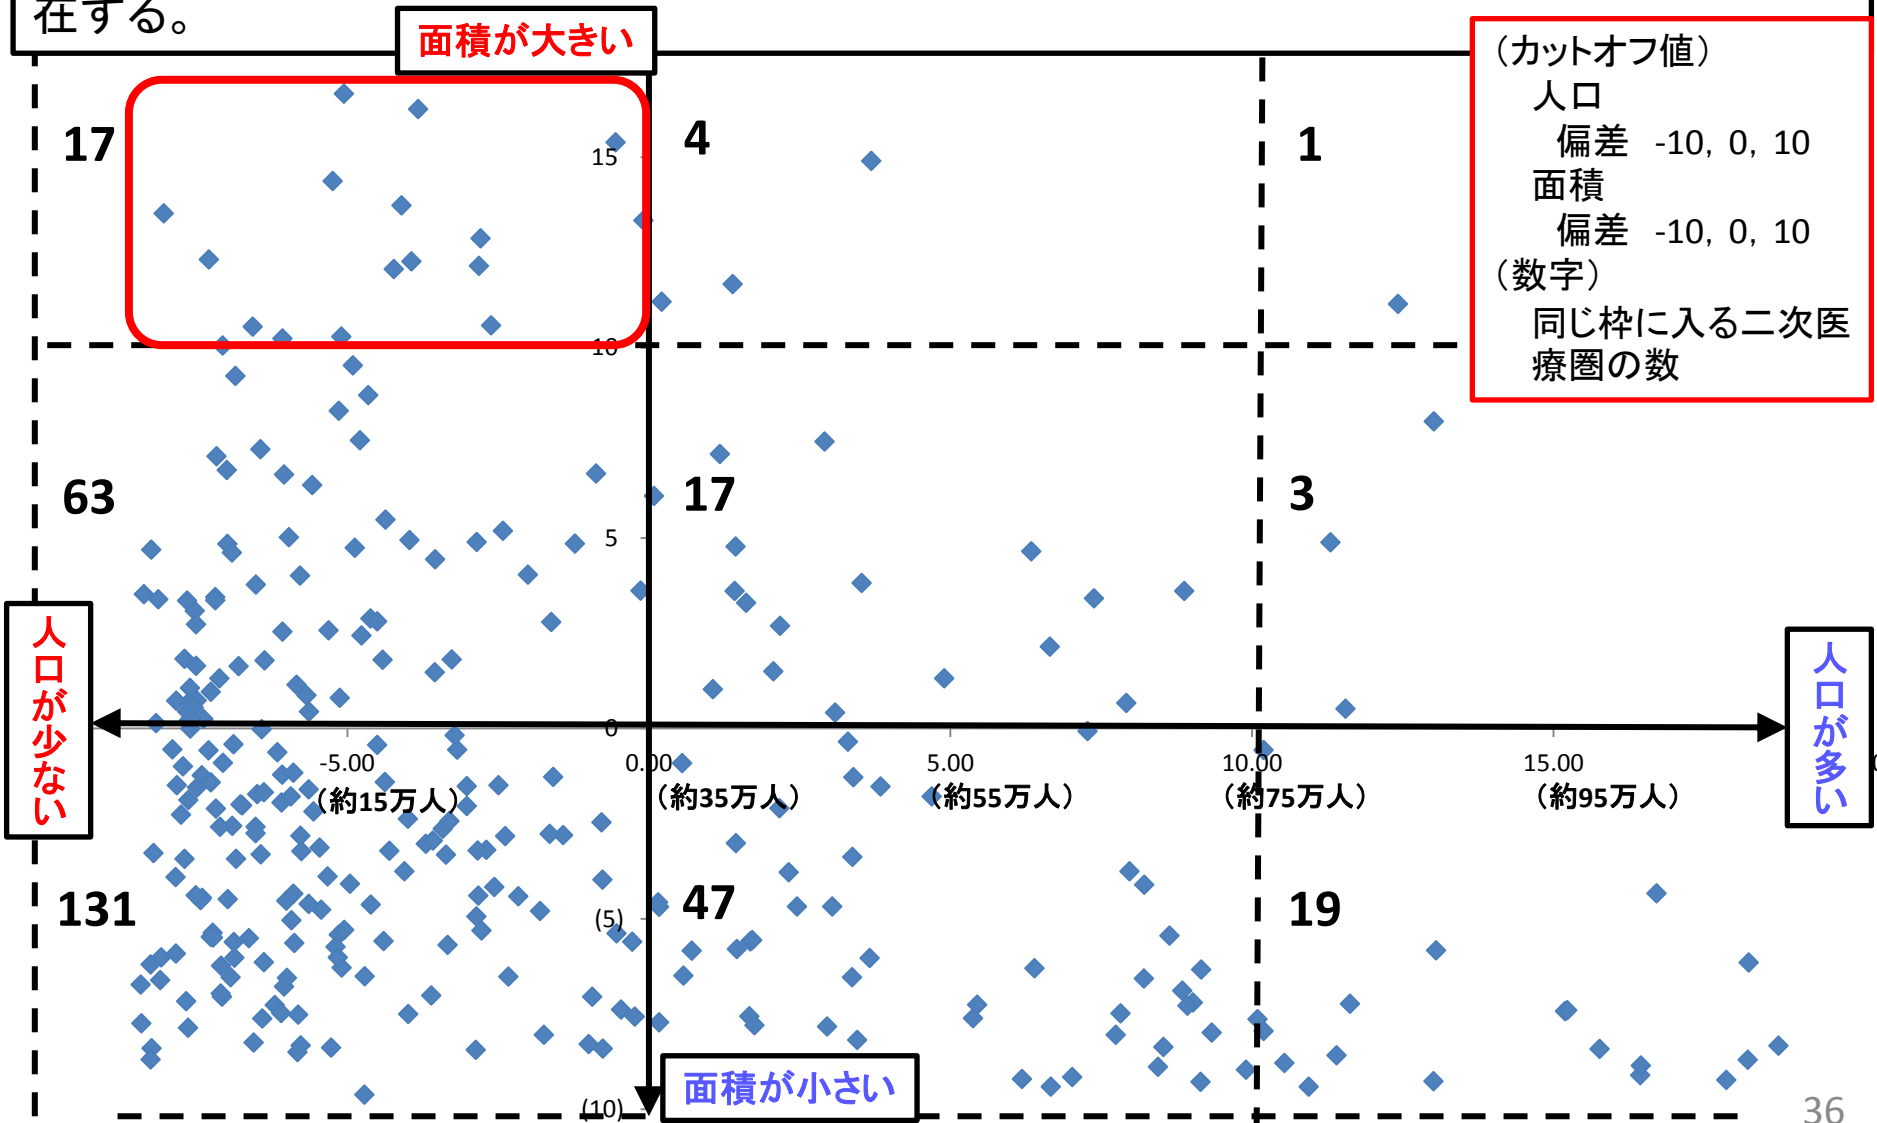 在する。
面積が大きい
（カットオフ値）
人口
偏差 -10, 0, 10
面積
偏差 -10, 0, 10
（数字）
同じ枠に入る二次医
療圏の数
17
4
1
15
10
63
17
3
5
人口が少ない
人口が多い
0
-5.00
0.00
5.00
10.00
15.00
（約15万人）
（約35万人）
（約55万人）
（約75万人）
（約95万人）
131
47
19
(5)
面積が小さい
(10)
36